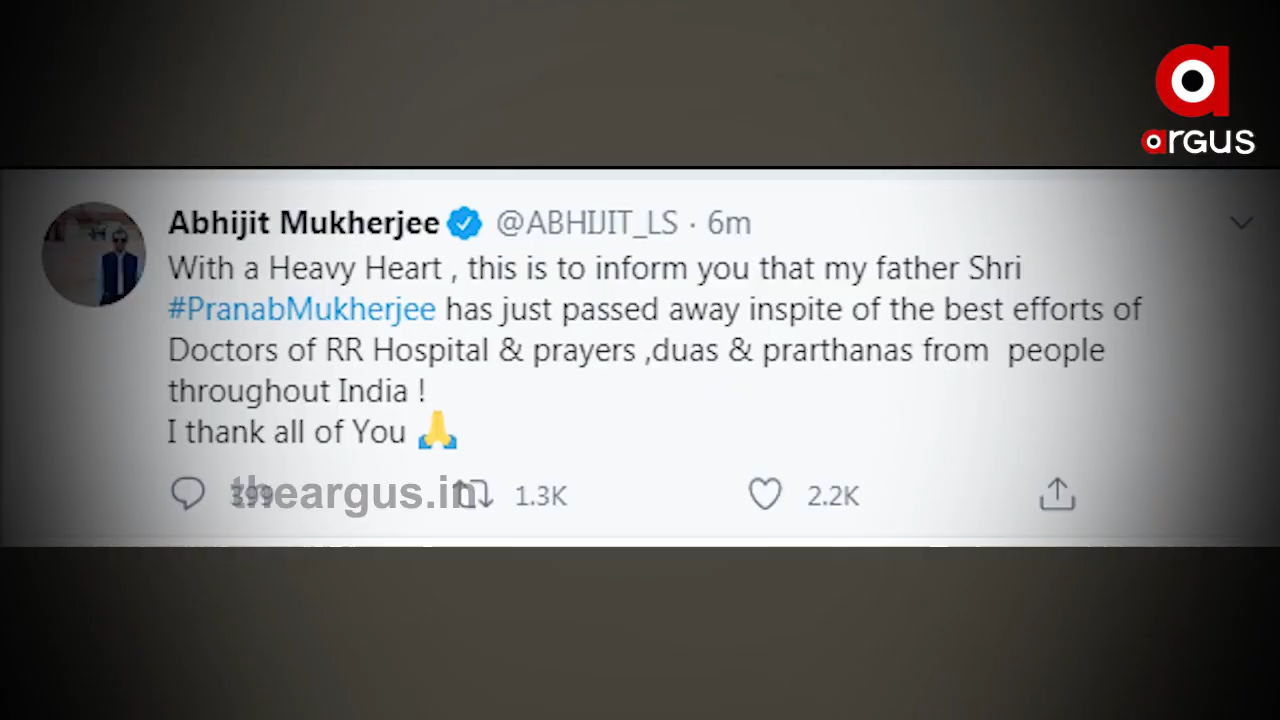 argus
Abhijit Mukherjee @ABHIJIT_LS · 6m
With a Heavy Heart , this is to inform you that my father Shri
#PranabMukherjee has just passed away inspite of the best efforts of
Doctors of RR Hospital & prayers ,duas & prarthanas from people
throughout India !
I thank all of You 🙏
399 1.3K 2.2K
theargus.in